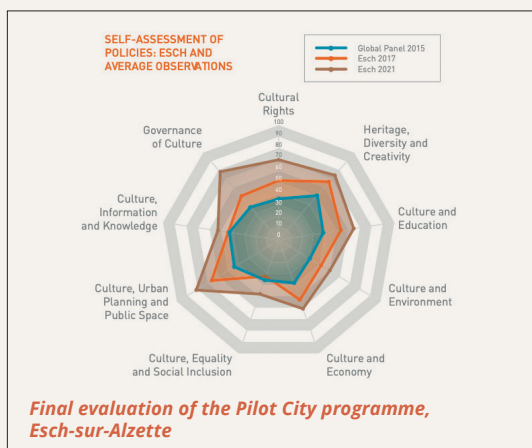 SELF-ASSESSMENT OF
POLICIES: ESCH AND
AVERAGE OBSERVATIONS
Global Panel 2015
Esch 2017
Esch 2021
Cultural
Rights
Governance
of Culture
Heritage,
Diversity and
Creativity
100
90
80
70
60
50
40
30
20
10
0
Culture,
Information
and Knowledge
Culture and
Education
Culture, Urban
Planning and
Public Space
Culture and
Environment
Culture, Equality
and Social Inclusion
Culture and
Economy
Final evaluation of the Pilot City programme,
Esch-sur-Alzette